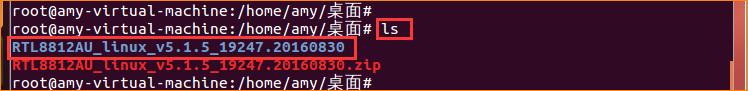 root@amy-virtual-machine:/home/amy/桌面#
root@amy-virtual-machine:/home/amy/桌面# ls
RTL8812AU_linux_v5.1.5_19247.20160830
RTL8812AU_linux_v5.1.5_19247.20160830.zip
root@amy-virtual-machine:/home/amy/桌面#